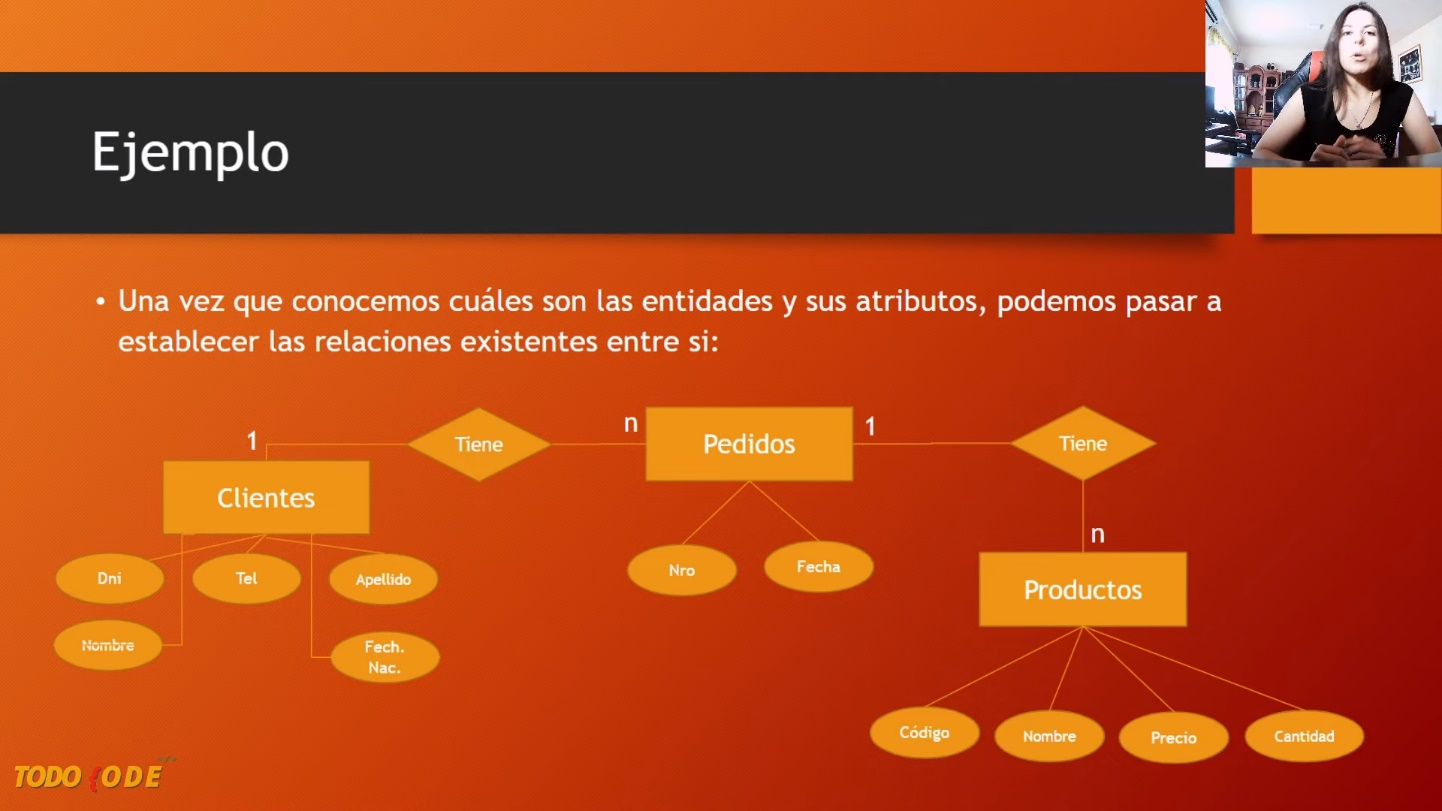 Ejemplo
• Una vez que conocemos cuáles son las entidades y sus atributos, podemos pasar a
establecer las relaciones existentes entre si:
1
Tiene
n
Pedidos
1
Tiene
Clientes
n
Dni
Tel
Apellido
Nro
Fecha
Productos
Nombre
Fech.
Nac.
Código
Nombre
Precio
Cantidad
TODO {ODE